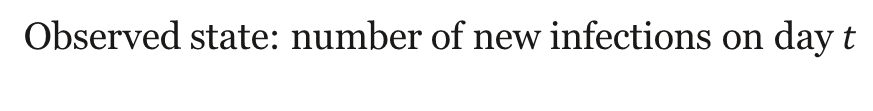 Observed state: number of new infections on day t